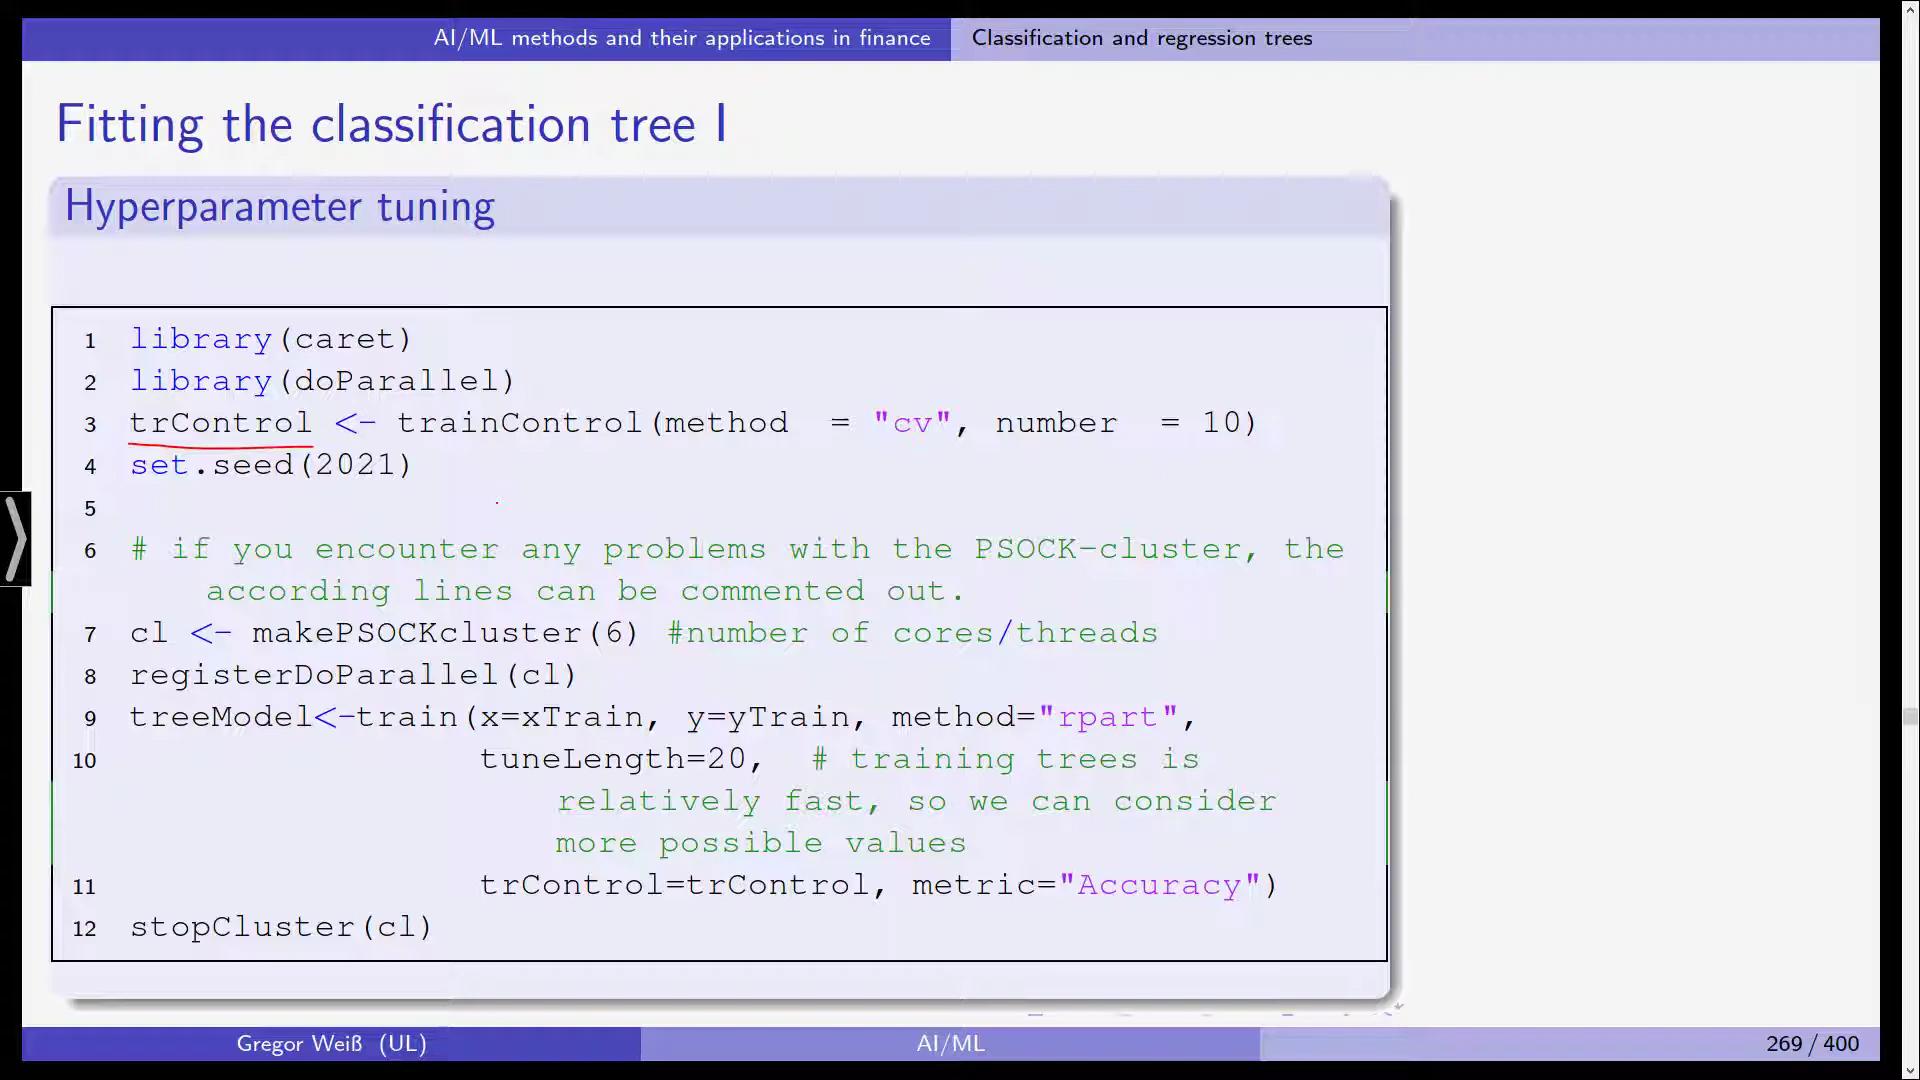 AI/ML methods and their applications in finance Classification and regression trees
Fitting the classification tree I
Hyperparameter tuning
1 library(caret)
2 library(doParallel)
3 trControl <- trainControl(method  = "cv", number  = 10)
4 set.seed(2021)
5
6 # if you encounter any problems with the PSOCK-cluster, the
according lines can be commented out.
7 cl <- makePSOCKcluster(6) #number of cores/threads
8 registerDoParallel(cl)
9 treeModel<-train(x=xTrain, y=yTrain, method="rpart",
10 tuneLength=20,  # training trees is
relatively fast, so we can consider
more possible values
11 trControl=trControl, metric="Accuracy")
12 stopCluster(cl)
Gregor Weiß (UL) AI/ML 269 / 400